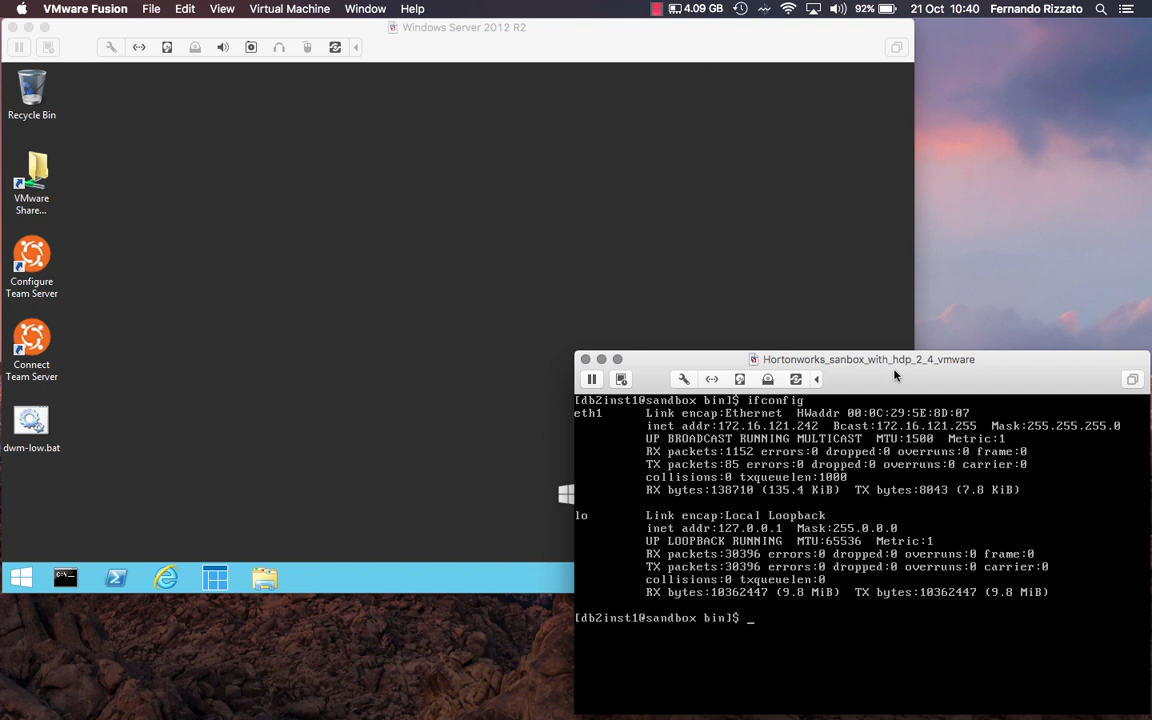 VMware Fusion File Edit View Virtual Machine Window Help 4.09 GB 92% 21 Oct 10:40 Fernando Rizzato
Windows Server 2012 R2
Recycle Bin
VMware
Share...
Configure
Team Server
Connect
Team Server
dwm-low.bat
Hortonworks_sanbox_with_hdp_2_4_vmware
[db2inst1@sandbox bin]$ ifconfig
eth1 Link encap:Ethernet HWaddr 00:0C:29:5E:8D:07
inet addr:172.16.121.242 Bcast:172.16.121.255 Mask:255.255.255.0
UP BROADCAST RUNNING MULTICAST MTU:1500 Metric:1
RX packets:1152 errors:0 dropped:0 overruns:0 frame:0
TX packets:85 errors:0 dropped:0 overruns:0 carrier:0
collisions:0 txqueuelen:1000
RX bytes:138710 (135.4 KiB) TX bytes:8043 (7.8 KiB)
lo Link encap:Local Loopback
inet addr:127.0.0.1 Mask:255.0.0.0
UP LOOPBACK RUNNING MTU:65536 Metric:1
RX packets:30396 errors:0 dropped:0 overruns:0 frame:0
TX packets:30396 errors:0 dropped:0 overruns:0 carrier:0
collisions:0 txqueuelen:0
RX bytes:10362447 (9.8 MiB) TX bytes:10362447 (9.8 MiB)
[db2inst1@sandbox bin]$ _